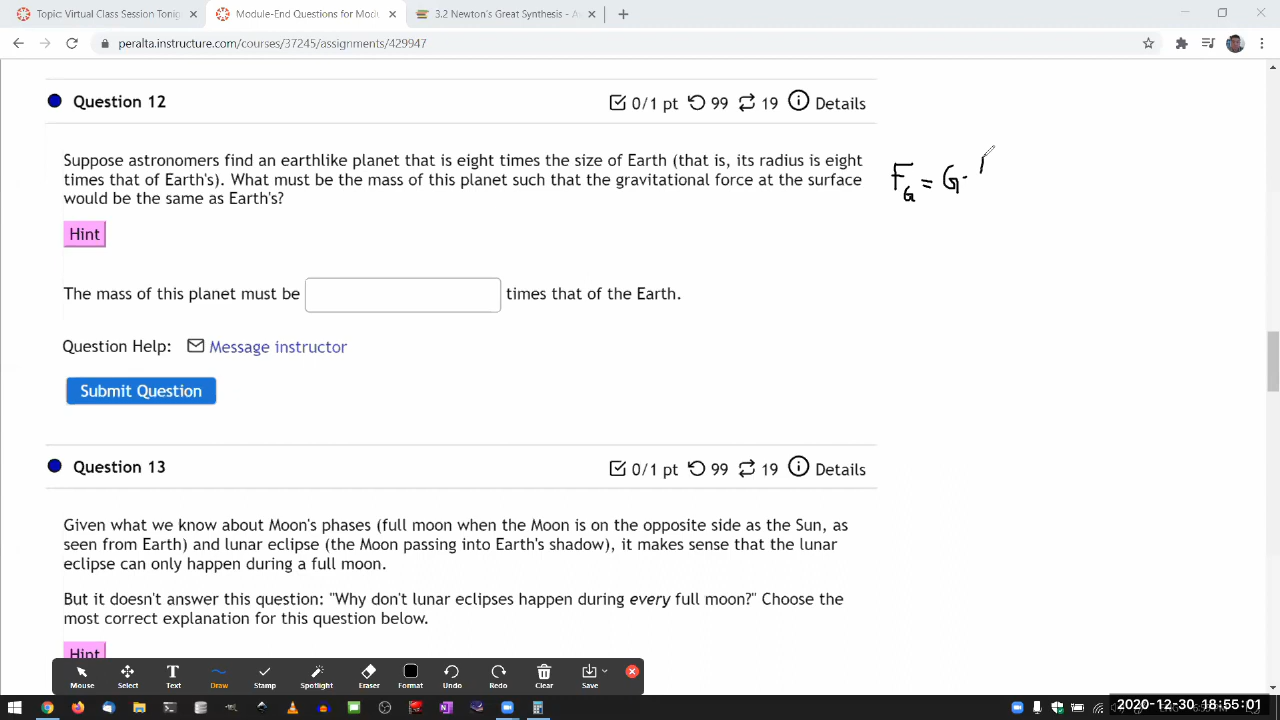 Topic: Virtual Class Session Tonig
Module-End Questions for Modu
3.2 Newton's Great Synthesis - As
peralta.instructure.com/courses/37245/assignments/429947
Question 12
0/1 pt 99 19 Details
Suppose astronomers find an earthlike planet that is eight times the size of Earth (that is, its radius is eight
times that of Earth's). What must be the mass of this planet such that the gravitational force at the surface
would be the same as Earth's?
F_G = G ·
Hint
The mass of this planet must be times that of the Earth.
Question Help: Message instructor
Submit Question
Question 13
0/1 pt 99 19 Details
Given what we know about Moon's phases (full moon when the Moon is on the opposite side as the Sun, as
seen from Earth) and lunar eclipse (the Moon passing into Earth's shadow), it makes sense that the lunar
eclipse can only happen during a full moon.
But it doesn't answer this question: "Why don't lunar eclipses happen during every full moon?" Choose the
most correct explanation for this question below.
Hint
Mouse Select Text Draw Stamp Spotlight Eraser Format Undo Redo Clear Save
2020-12-30 18:55:01